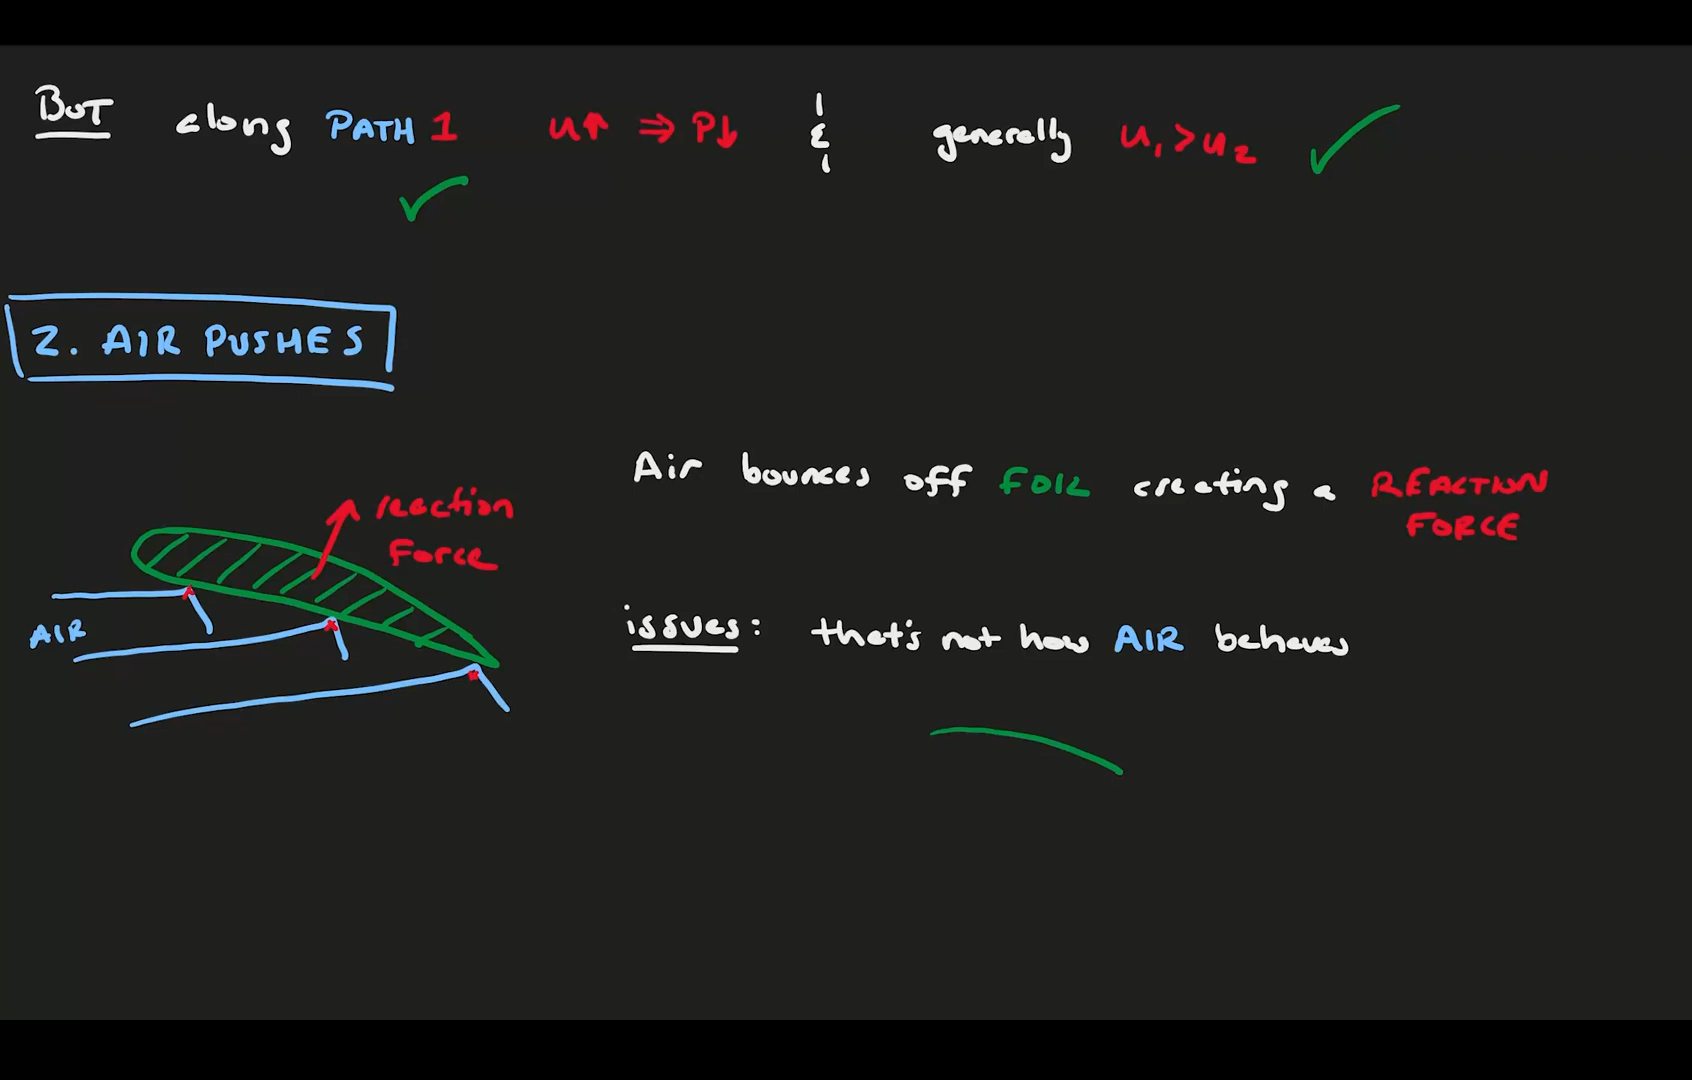 BUT along PATH 1 u↑ ⇒ P↓ & generally u₁ > u₂ ✓
✓
2. AIR PUSHES
Air bounces off FOIL creating a REACTION
FORCE
reaction
Force
AIR
issues: that's not how AIR behaves